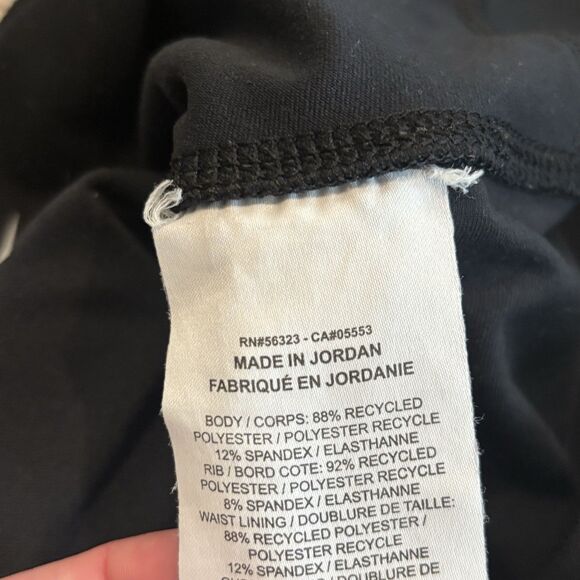 RN#56323 - CA#05553
MADE IN JORDAN
FABRIQUÉ EN JORDANIE
BODY / CORPS: 88% RECYCLED
POLYESTER / POLYESTER RECYCLE
12% SPANDEX / ELASTHANNE
RIB / BORD COTE: 92% RECYCLED
POLYESTER / POLYESTER RECYCLE
8% SPANDEX / ELASTHANNE
WAIST LINING / DOUBLURE DE TAILLE:
88% RECYCLED POLYESTER /
POLYESTER RECYCLE
12% SPANDEX / ELASTHANNE
DOUBLURE DE